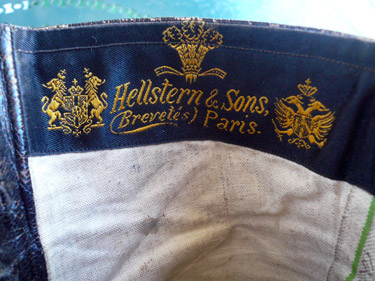 Hellstern & Sons,
(Brevetés) Paris.